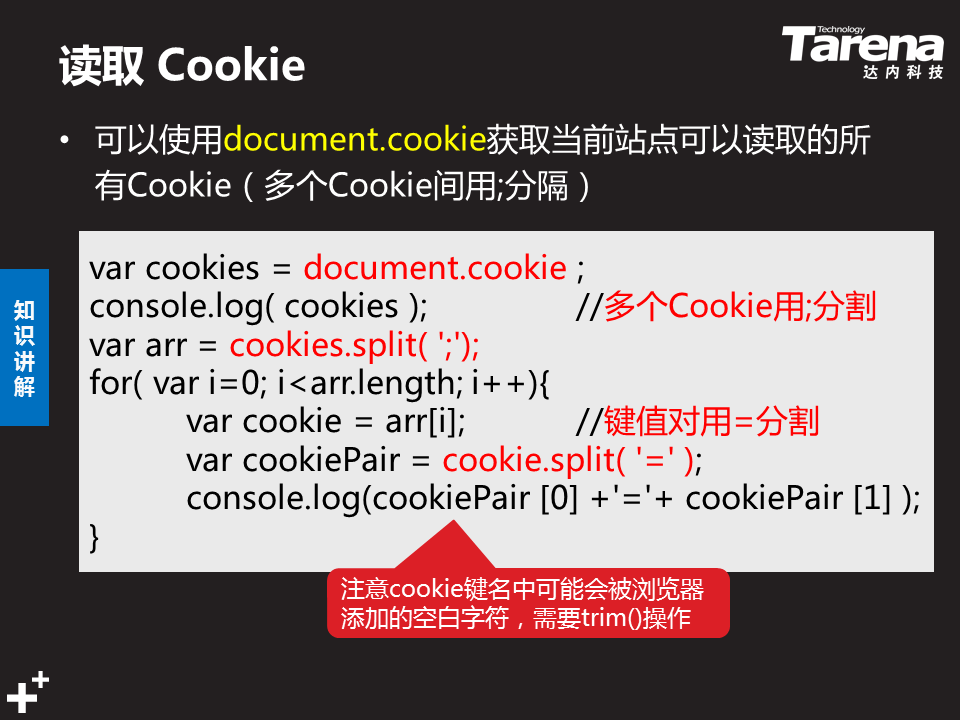 读取 Cookie
Technology
Tarena
达内科技
• 可以使用document.cookie获取当前站点可以读取的所
有Cookie（多个Cookie间用;分隔）
var cookies = document.cookie ;
console.log( cookies ); //多个Cookie用;分割
var arr = cookies.split( ';');
for( var i=0; i<arr.length; i++){
var cookie = arr[i]; //键值对用=分割
var cookiePair = cookie.split( '=' );
console.log(cookiePair [0] +'='+ cookiePair [1] );
}
知识讲解
注意cookie键名中可能会被浏览器
添加的空白字符，需要trim()操作